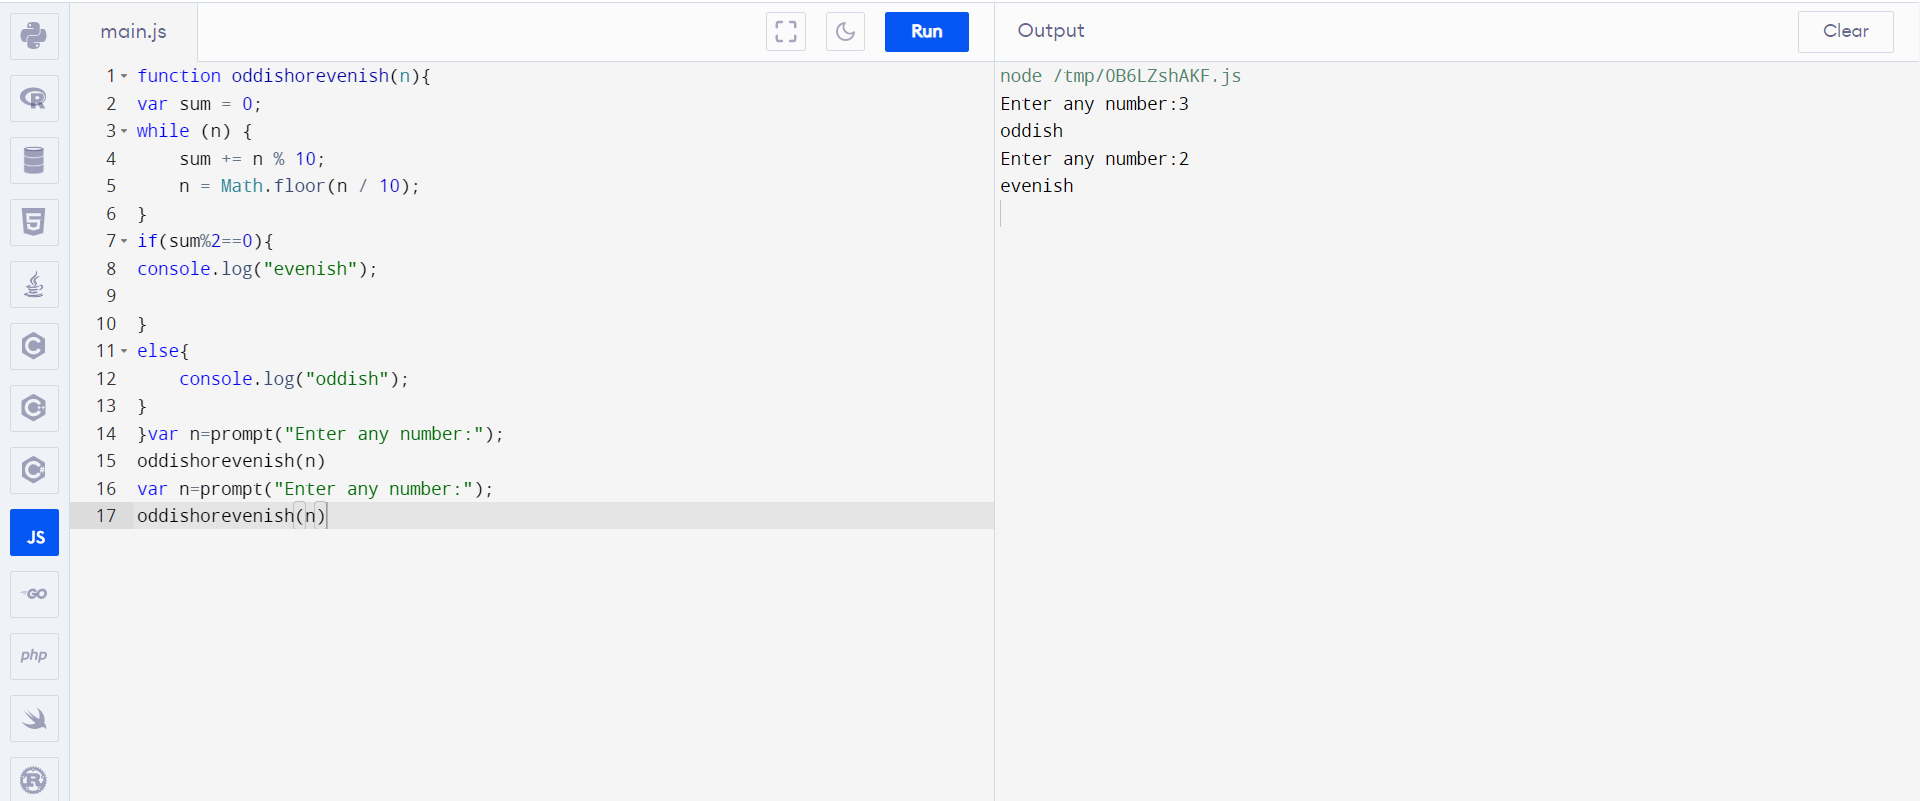 main.js
Run
Output
Clear
1 function oddishorevenish(n){
2 var sum = 0;
3 while (n) {
4     sum += n % 10;
5     n = Math.floor(n / 10);
6 }
7 if(sum%2==0){
8 console.log("evenish");
9
10 }
11 else{
12     console.log("oddish");
13 }
14 }var n=prompt("Enter any number:");
15 oddishorevenish(n)
16 var n=prompt("Enter any number:");
17 oddishorevenish(n)
node /tmp/0B6LZshAKF.js
Enter any number:3
oddish
Enter any number:2
evenish
R
5
C
C
C
JS
GO
php
R